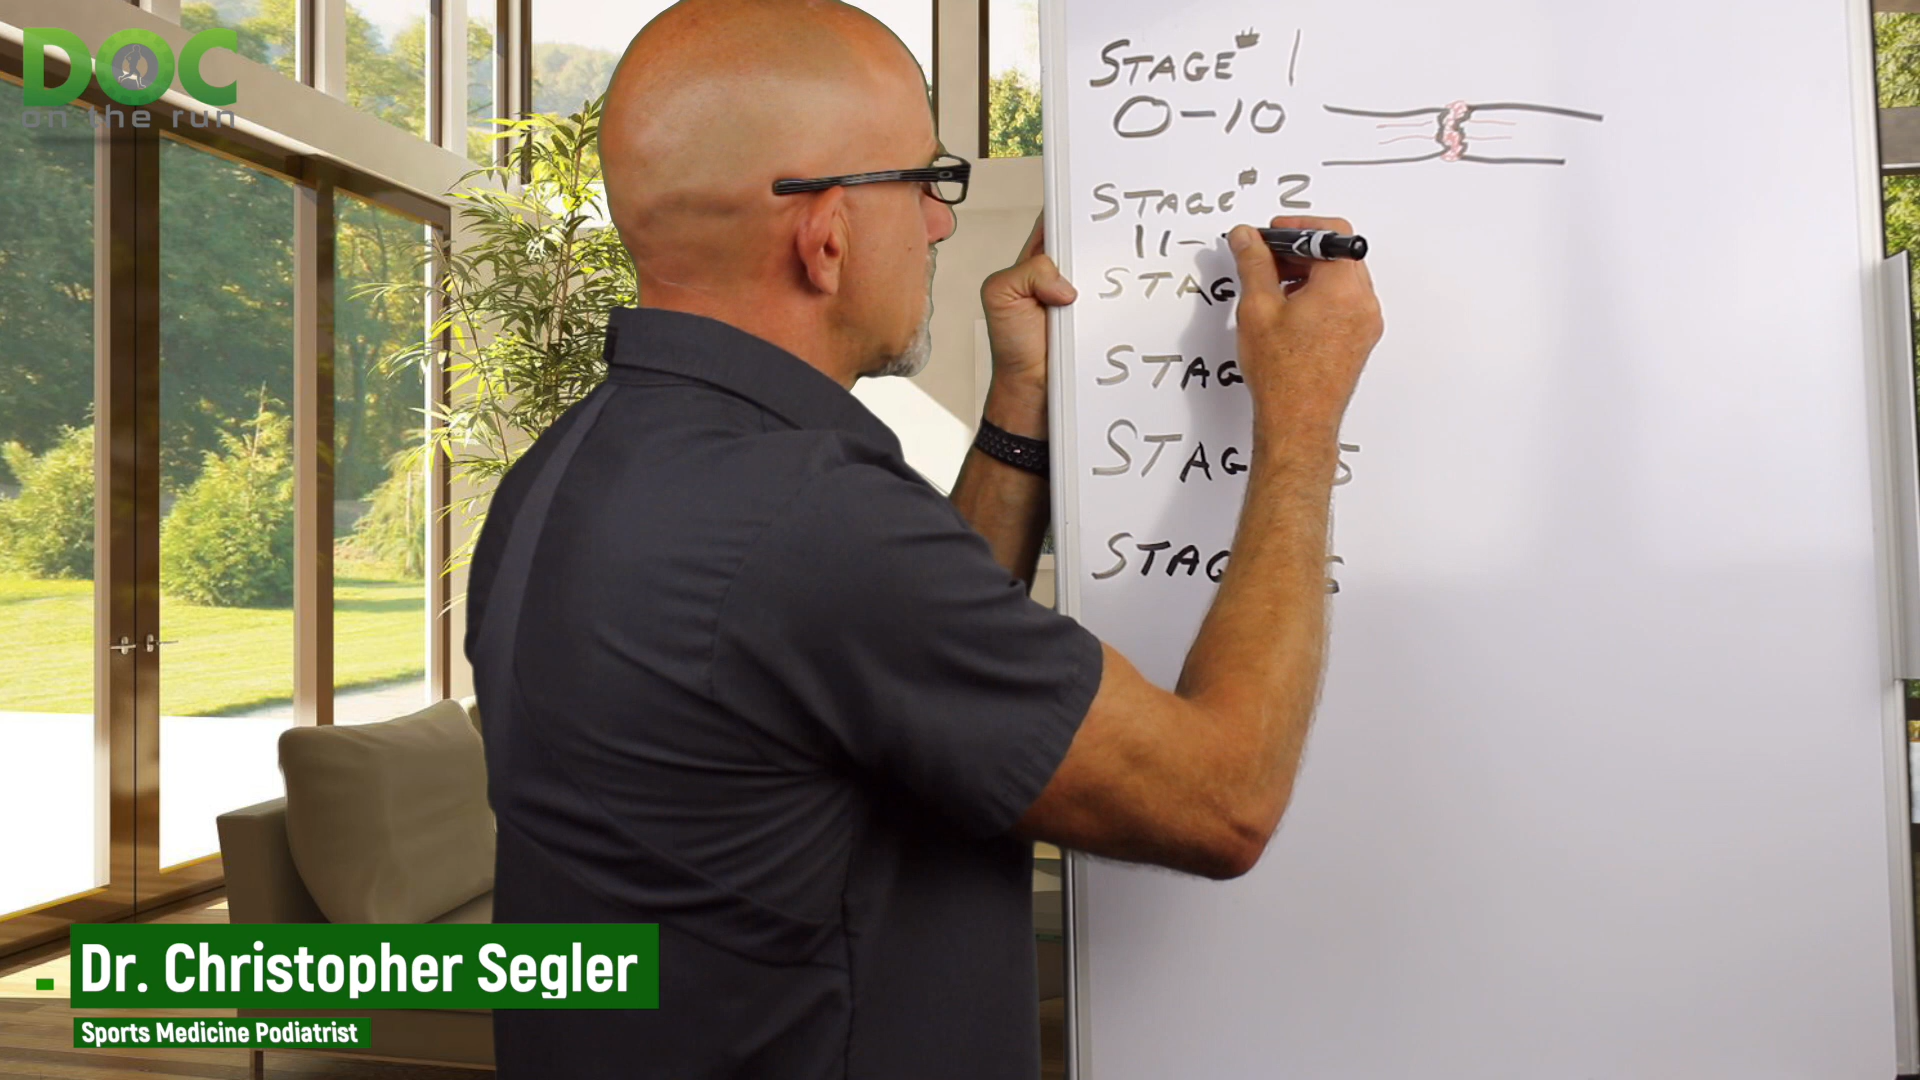 DOC
on the run
STAGE # 1
0-10
STAGE # 2
11-
STAG
STAG
STAG 5
STAG
Dr. Christopher Segler
Sports Medicine Podiatrist